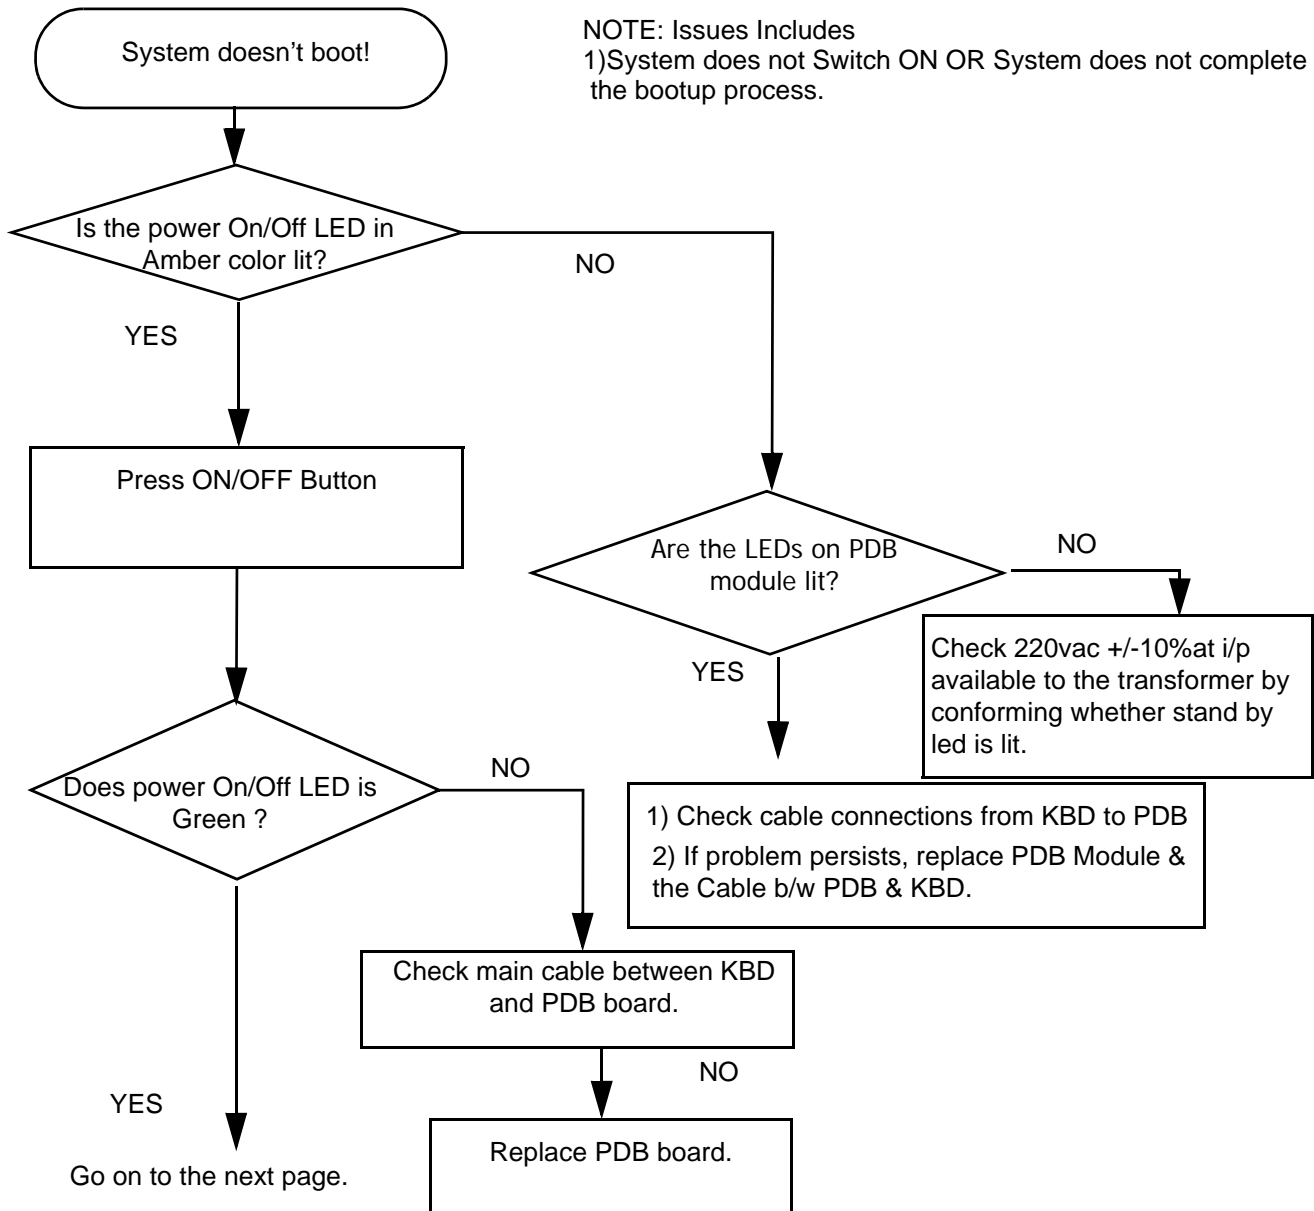 System doesn't boot!
NOTE: Issues Includes
1)System does not Switch ON OR System does not complete
the bootup process.
Is the power On/Off LED in
Amber color lit?
NO
YES
Press ON/OFF Button
Are the LEDs on PDB
module lit?
NO
YES
Check 220vac +/-10%at i/p
available to the transformer by
conforming whether stand by
led is lit.
Does power On/Off LED is
Green ?
NO
1) Check cable connections from KBD to PDB
2) If problem persists, replace PDB Module &
the Cable b/w PDB & KBD.
Check main cable between KBD
and PDB board.
NO
YES
Replace PDB board.
Go on to the next page.